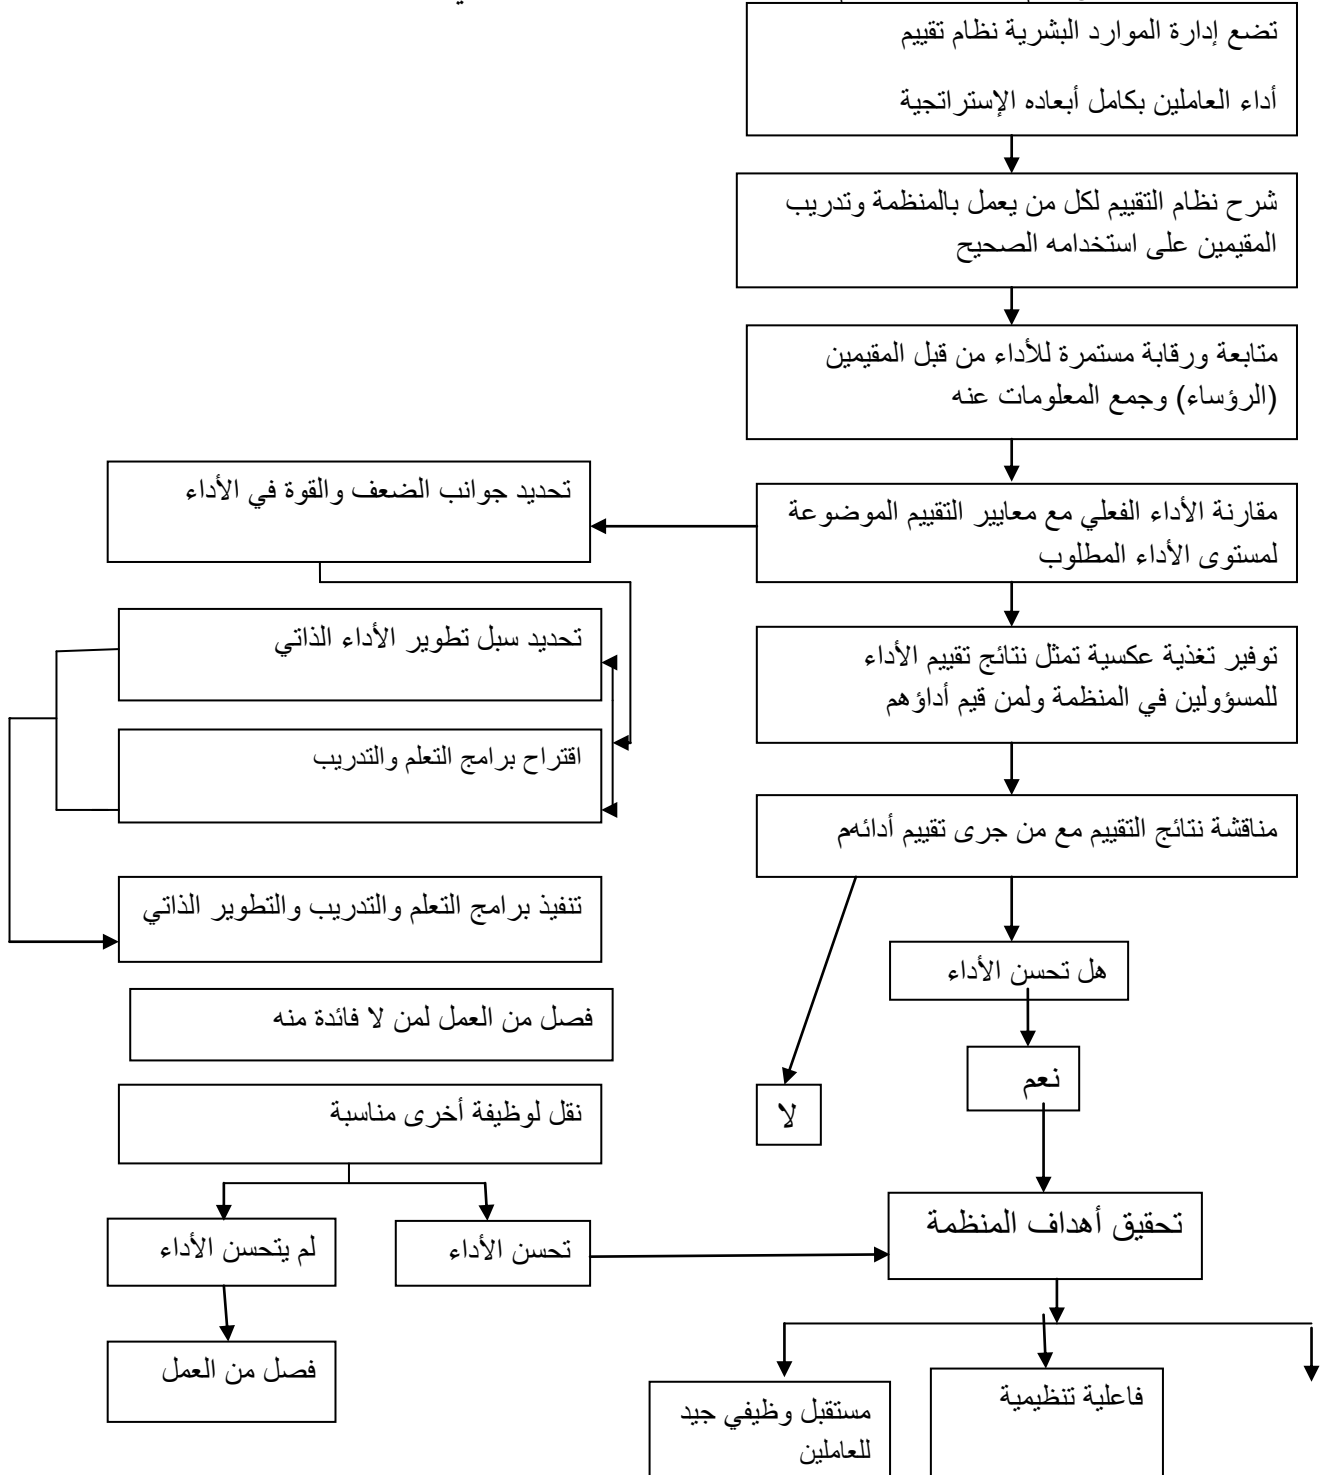 تضع إدارة الموارد البشرية نظام تقييم
أداء العاملين بكامل أبعاده الإستراتجية
شرح نظام التقييم لكل من يعمل بالمنظمة وتدريب
المقيمين على استخدامه الصحيح
متابعة ورقابة مستمرة للأداء من قبل المقيمين
(الرؤساء) وجمع المعلومات عنه
مقارنة الأداء الفعلي مع معايير التقييم الموضوعة
لمستوى الأداء المطلوب
تحديد جوانب الضعف والقوة في الأداء
توفير تغذية عكسية تمثل نتائج تقييم الأداء
للمسؤولين في المنظمة ولمن قيم أداؤهم
تحديد سبل تطوير الأداء الذاتي
اقتراح برامج التعلم والتدريب
مناقشة نتائج التقييم مع من جرى تقييم أدائهم
تنفيذ برامج التعلم والتدريب والتطوير الذاتي
هل تحسن الأداء
فصل من العمل لمن لا فائدة منه
نعم
لا
نقل لوظيفة أخرى مناسبة
تحقيق أهداف المنظمة
تحسن الأداء
لم يتحسن الأداء
فصل من العمل
فاعلية تنظيمية
مستقبل وظيفي جيد
للعاملين